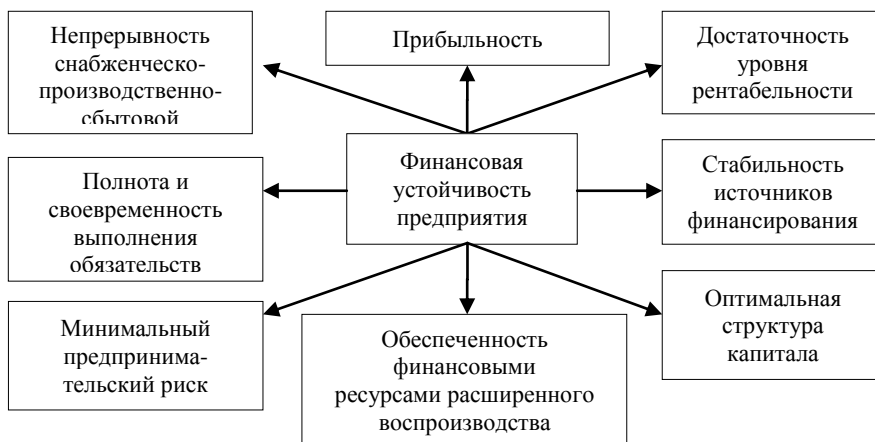 Непрерывность
снабженческо-
производственно-
сбытовой
Прибыльность
Достаточность
уровня
рентабельности
Полнота и
своевременность
выполнения
обязательств
Финансовая
устойчивость
предприятия
Стабильность
источников
финансирования
Минимальный
предпринима-
тельский риск
Обеспеченность
финансовыми
ресурсами расширенного
воспроизводства
Оптимальная
структура
капитала